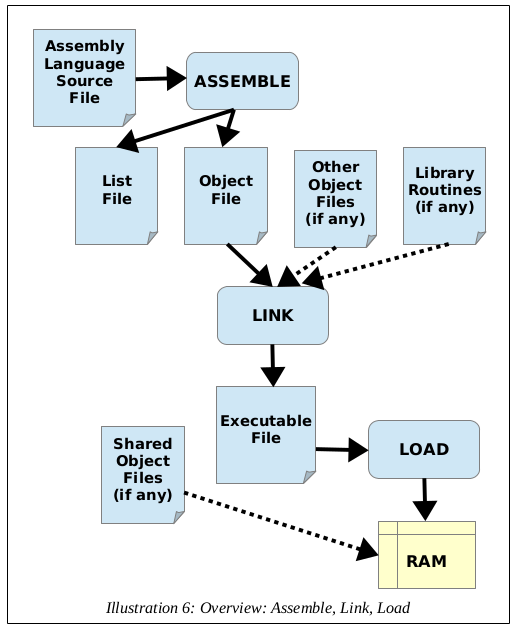 Assembly
Language
Source
File
ASSEMBLE
List
File
Object
File
Other
Object
Files
(if any)
Library
Routines
(if any)
LINK
Executable
File
LOAD
Shared
Object
Files
(if any)
RAM
Illustration 6: Overview: Assemble, Link, Load